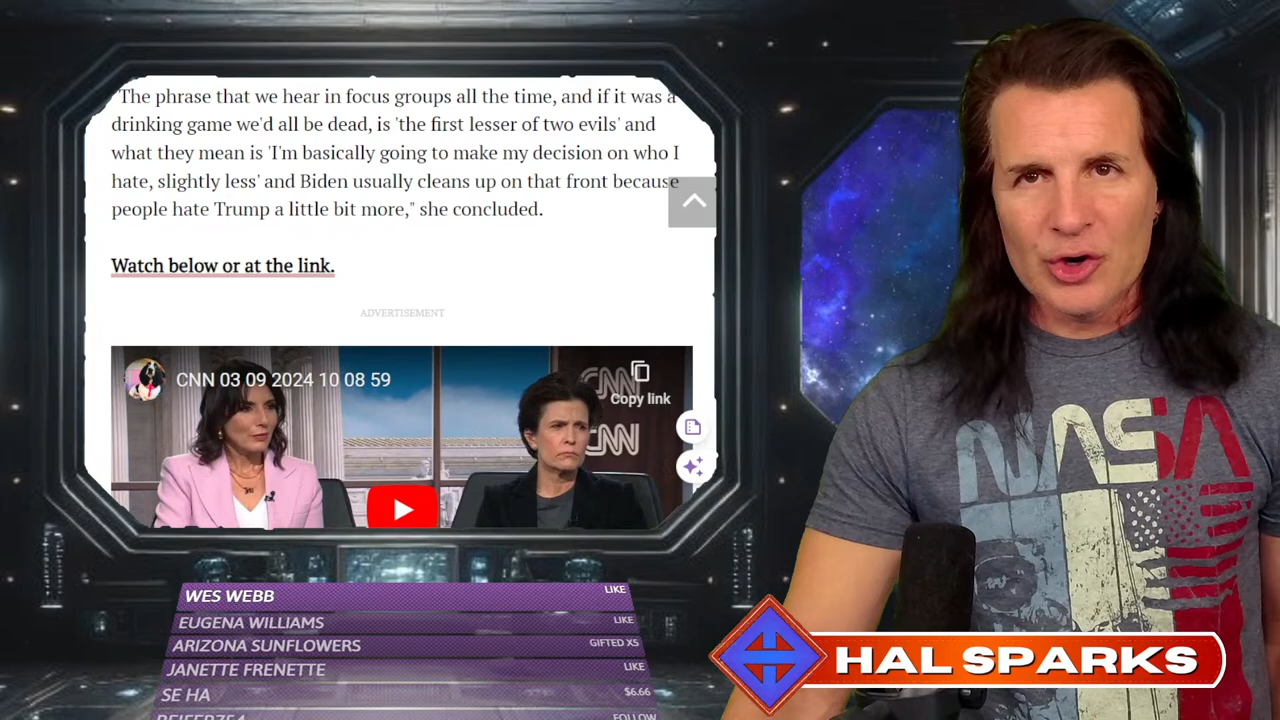 "The phrase that we hear in focus groups all the time, and if it was a
drinking game we'd all be dead, is 'the first lesser of two evils' and
what they mean is 'I'm basically going to make my decision on who I
hate, slightly less' and Biden usually cleans up on that front because
people hate Trump a little bit more," she concluded.
Watch below or at the link.
ADVERTISEMENT
CNN 03 09 2024 10 08 59
Copy link
CNN
CNN
NASA
WES WEBB LIKE
EUGENA WILLIAMS LIKE
ARIZONA SUNFLOWERS GIFTED X5
JANETTE FRENETTE LIKE
SE HA $6.66
FOLLOW
HAL SPARKS